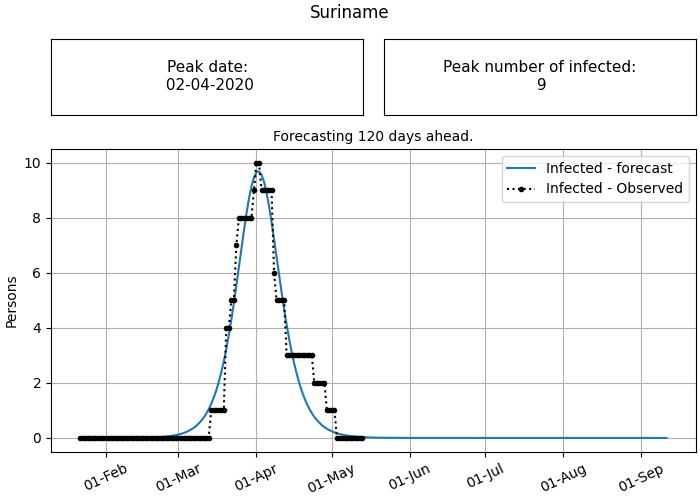 Suriname
Peak date:
02-04-2020
Peak number of infected:
9
Forecasting 120 days ahead.
Infected - forecast
Infected - Observed
Persons
10
8
6
4
2
0
01-Feb
01-Mar
01-Apr
01-May
01-Jun
01-Jul
01-Aug
01-Sep